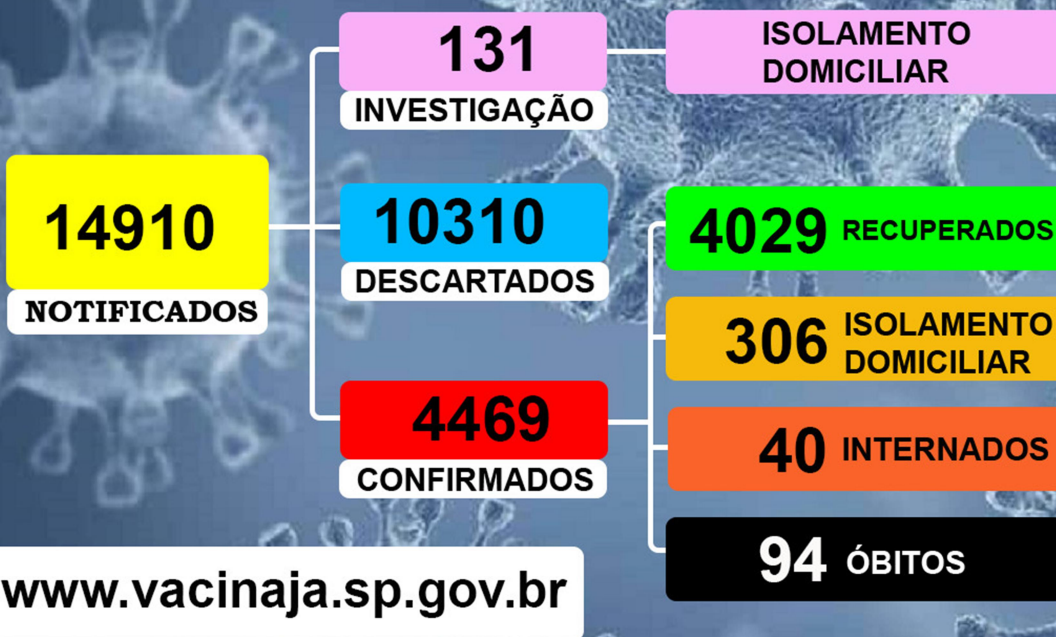 131
INVESTIGAÇÃO
ISOLAMENTO
DOMICILIAR
14910
NOTIFICADOS
10310
DESCARTADOS
4469
CONFIRMADOS
4029 RECUPERADOS
306 ISOLAMENTO
DOMICILIAR
40 INTERNADOS
94 ÓBITOS
www.vacinaja.sp.gov.br